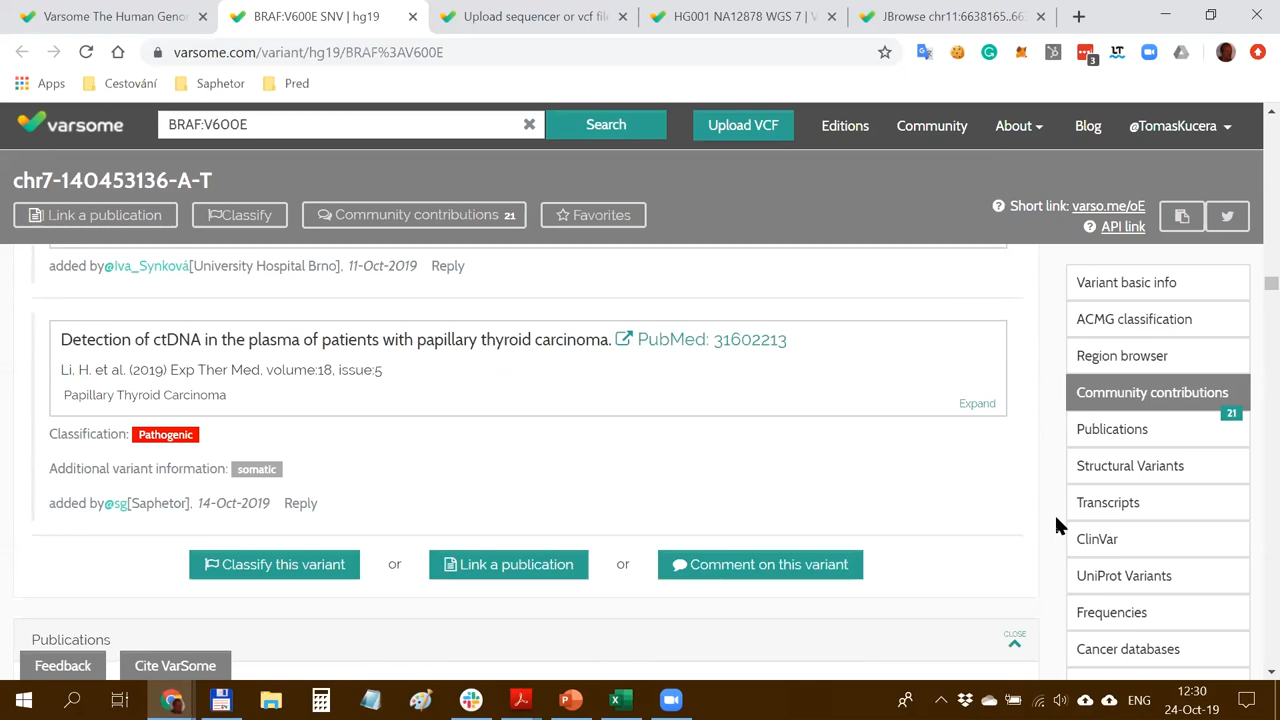 Varsome The Human Genom
BRAF:V600E SNV | hg19
Upload sequencer or vcf file
HG001 NA12878 WGS 7 | V
JBrowse chr11:6638165..66
varsome.com/variant/hg19/BRAF%3AV600E
3
Apps
Cestování
Saphetor
Pred
varsome
BRAF:V600E
Search
Upload VCF
Editions
Community
About
Blog
@TomasKucera
chr7-140453136-A-T
Link a publication
Classify
Community contributions 21
Favorites
Short link: varso.me/oE
API link
added by@Iva_Synková[University Hospital Brno], 11-Oct-2019 Reply
Detection of ctDNA in the plasma of patients with papillary thyroid carcinoma. PubMed: 31602213
Li, H. et al. (2019) Exp Ther Med, volume:18, issue:5
Papillary Thyroid Carcinoma
Expand
Classification: Pathogenic
Additional variant information: somatic
added by@sg[Saphetor], 14-Oct-2019 Reply
Classify this variant or Link a publication or Comment on this variant
Publications
CLOSE
Feedback
Cite VarSome
Variant basic info
ACMG classification
Region browser
Community contributions
21
Publications
Structural Variants
Transcripts
ClinVar
UniProt Variants
Frequencies
Cancer databases
ENG
12:30
24-Oct-19